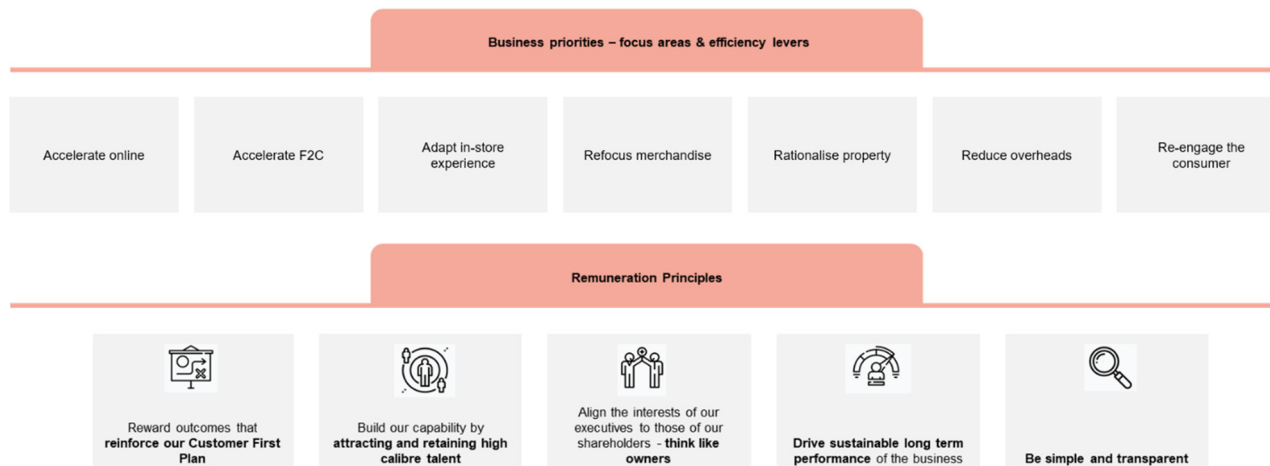 Business priorities – focus areas & efficiency levers
Accelerate online
Accelerate F2C
Adapt in-store
experience
Refocus merchandise
Rationalise property
Reduce overheads
Re-engage the
consumer
Remuneration Principles
Reward outcomes that
reinforce our Customer First
Plan
Build our capability by
attracting and retaining high
calibre talent
Align the interests of our
executives to those of our
shareholders - think like
owners
Drive sustainable long term
performance of the business
Be simple and transparent